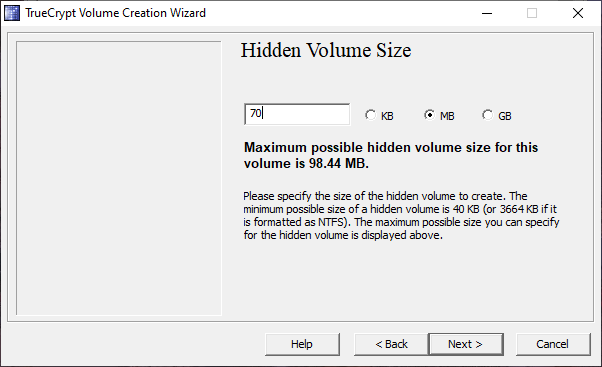 TrueCrypt Volume Creation Wizard
Hidden Volume Size
70
KB
MB
GB
Maximum possible hidden volume size for this
volume is 98.44 MB.
Please specify the size of the hidden volume to create. The
minimum possible size of a hidden volume is 40 KB (or 3664 KB if it
is formatted as NTFS). The maximum possible size you can specify
for the hidden volume is displayed above.
Help
< Back
Next >
Cancel